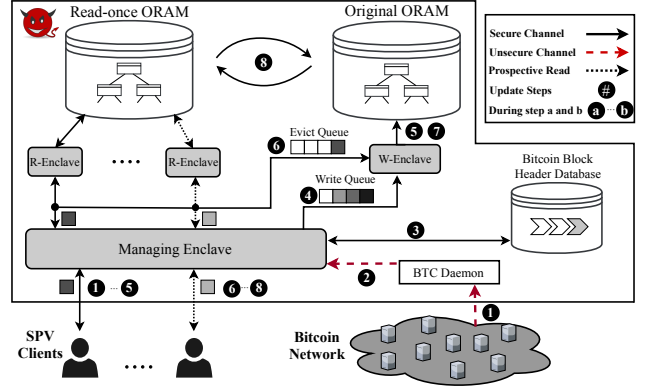 Read-once ORAM
Original ORAM
8
Secure Channel
Unsecure Channel
Prospective Read
Update Steps #
During step a and b a ... b
5 7
Evict Queue
6
R-Enclave
....
R-Enclave
W-Enclave
Write Queue
4
Bitcoin Block
Header Database
Managing Enclave
3
2
BTC Daemon
1 ... 5
6 ... 8
1
SPV
Clients
....
Bitcoin
Network